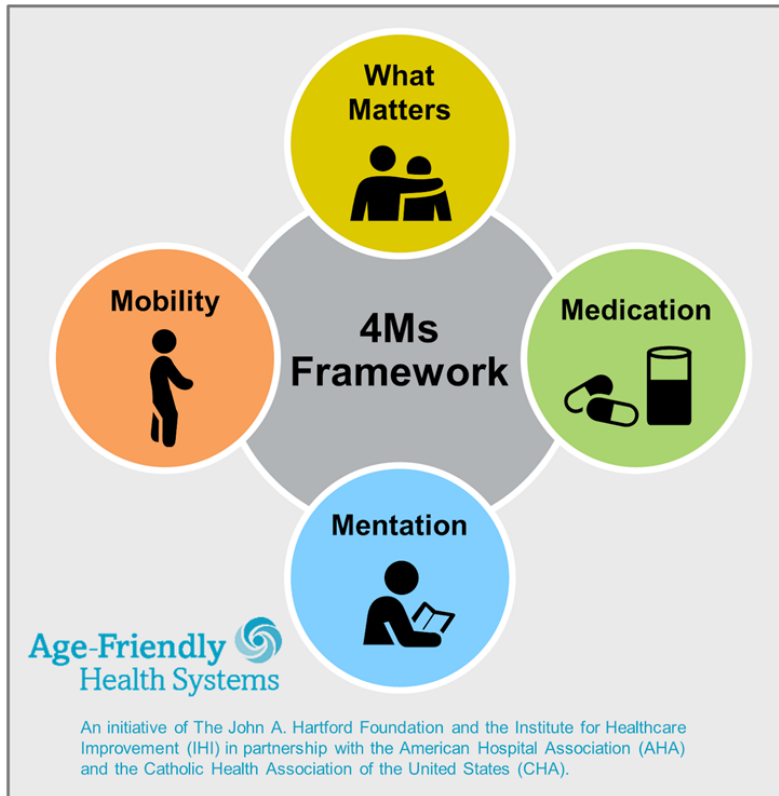 What
Matters
Mobility
4Ms
Framework
Medication
Mentation
Age-Friendly
Health Systems
An initiative of The John A. Hartford Foundation and the Institute for Healthcare
Improvement (IHI) in partnership with the American Hospital Association (AHA)
and the Catholic Health Association of the United States (CHA).